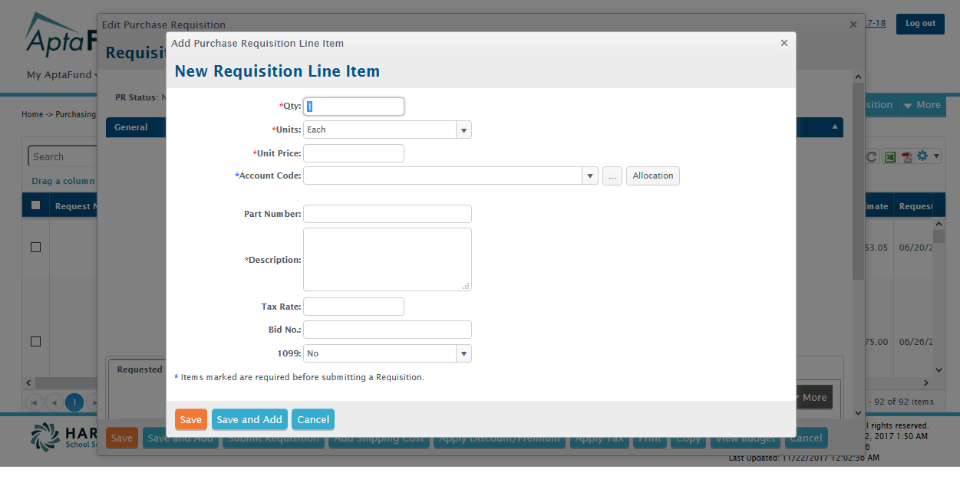 Edit Purchase Requisition
7-18
Log out
AptaF
Requisit
Add Purchase Requisition Line Item
New Requisition Line Item
My AptaFund
PR Status:
Home -> Purchasing
General
More
Search
Drag a column
Request
Request
*Qty: 1
*Units: Each
*Unit Price:
*Account Code:
...
Allocation
Part Number:
*Description:
Tax Rate:
Bid No.:
1099: No
* Items marked are required before submitting a Requisition.
Save
Save and Add
Cancel
53.05
06/20/2
75.00
06/26/2
Requested
More
1
- 92 of 92 items
HAR
School S
Save
Save and Add
Submit Requisition
Add Shipping Cost
Apply Discount/Premium
Apply Tax
Print
Copy
View Budget
Cancel
l rights reserved.
2, 2017 1:50 AM
Last Updated: 11/22/2017 12:02:36 AM